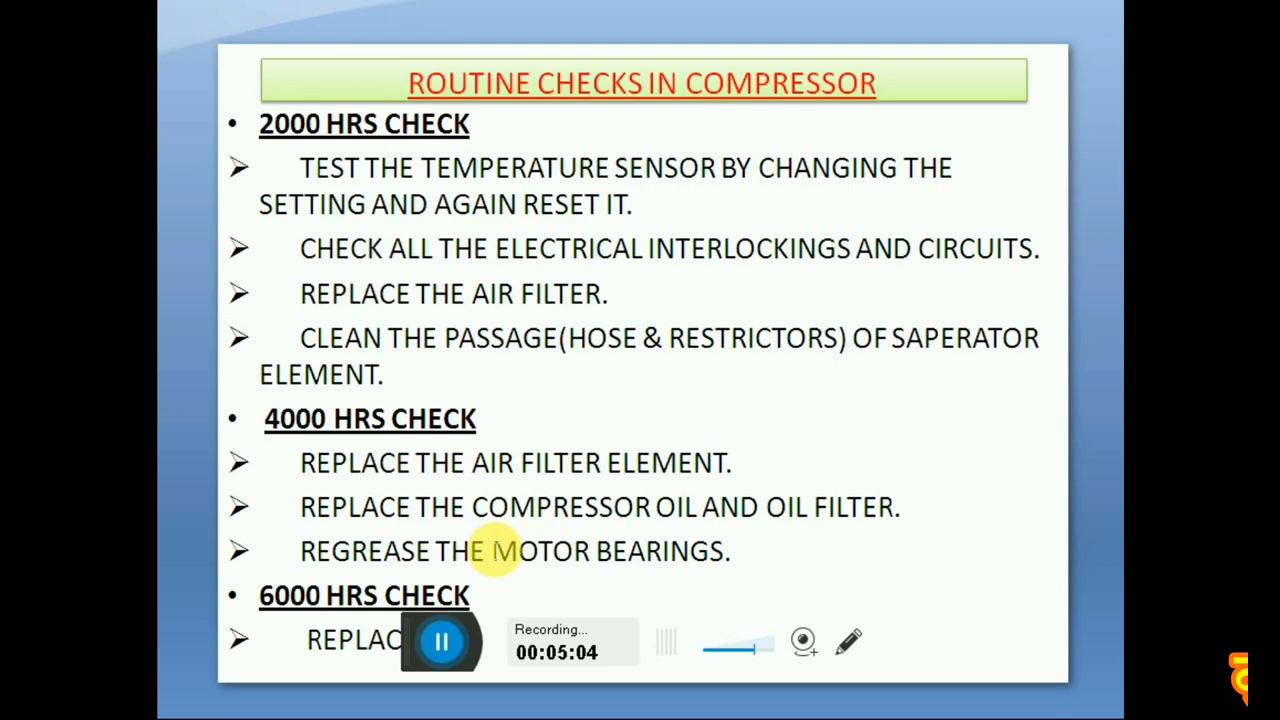 ROUTINE CHECKS IN COMPRESSOR
• 2000 HRS CHECK
➢ TEST THE TEMPERATURE SENSOR BY CHANGING THE
SETTING AND AGAIN RESET IT.
➢ CHECK ALL THE ELECTRICAL INTERLOCKINGS AND CIRCUITS.
➢ REPLACE THE AIR FILTER.
➢ CLEAN THE PASSAGE(HOSE & RESTRICTORS) OF SAPERATOR
ELEMENT.
• 4000 HRS CHECK
➢ REPLACE THE AIR FILTER ELEMENT.
➢ REPLACE THE COMPRESSOR OIL AND OIL FILTER.
➢ REGREASE THE MOTOR BEARINGS.
• 6000 HRS CHECK
➢ REPLAC
Recording...
00:05:04